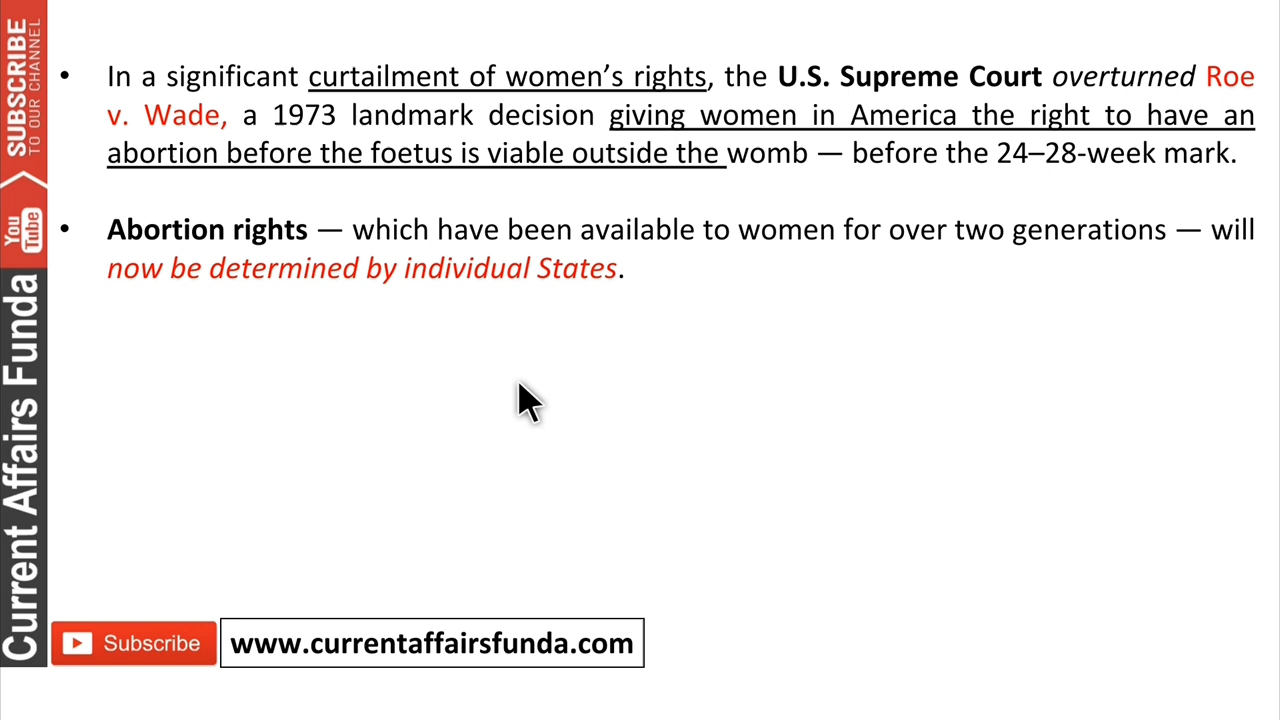 • In a significant curtailment of women’s rights, the U.S. Supreme Court overturned Roe
v. Wade, a 1973 landmark decision giving women in America the right to have an
abortion before the foetus is viable outside the womb — before the 24–28-week mark.
• Abortion rights — which have been available to women for over two generations — will
now be determined by individual States.
SUBSCRIBE
TO OUR CHANNEL
You
Tube
Current Affairs Funda
Subscribe
www.currentaffairsfunda.com